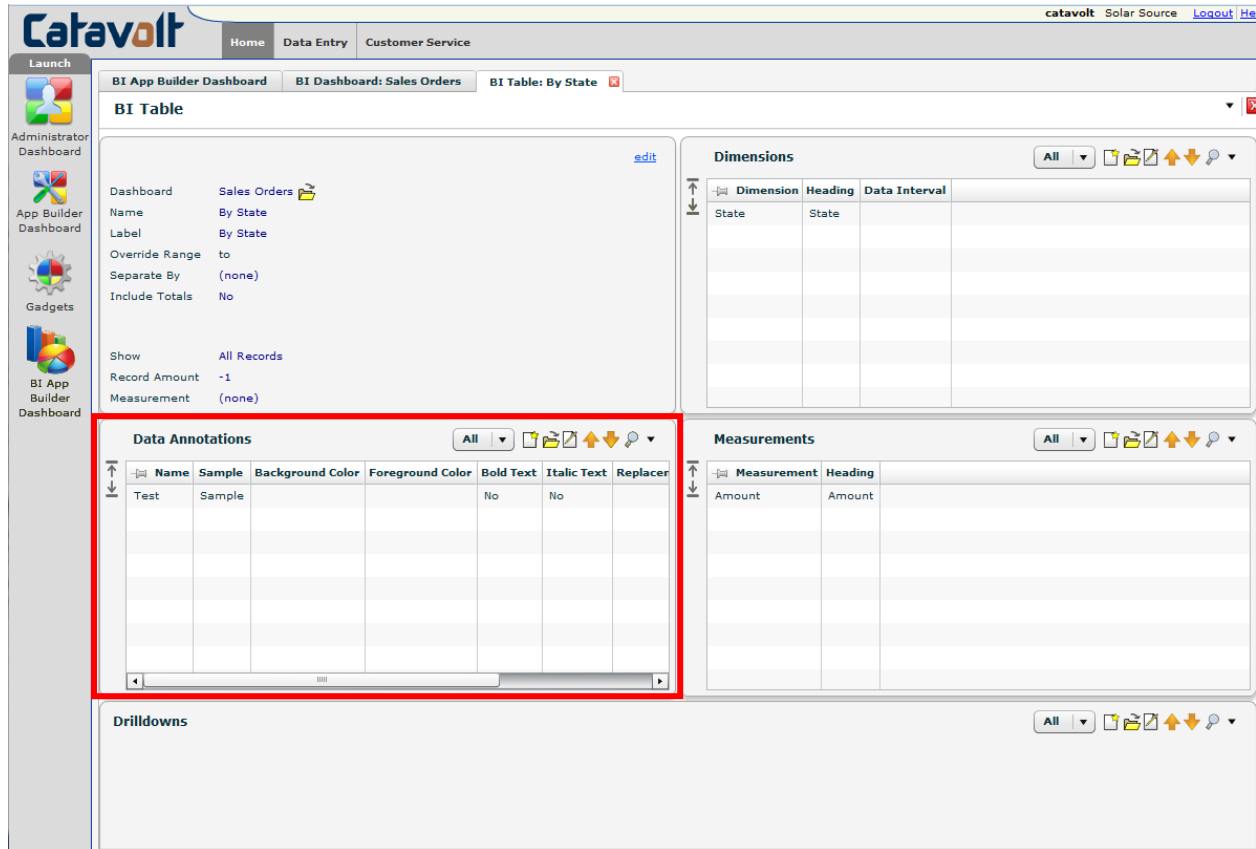 catavolt Solar Source Logout He
Catavolt
Home Data Entry Customer Service
Launch
Administrator
Dashboard
App Builder
Dashboard
Gadgets
BI App
Builder
Dashboard
BI App Builder Dashboard BI Dashboard: Sales Orders BI Table: By State
BI Table
edit
Dashboard Sales Orders
Name By State
Label By State
Override Range to
Separate By (none)
Include Totals No
Show All Records
Record Amount -1
Measurement (none)
Dimensions All
Dimension Heading Data Interval
State State
Data Annotations All
Name Sample Background Color Foreground Color Bold Text Italic Text Replacer
Test Sample No No
Measurements All
Measurement Heading
Amount Amount
Drilldowns All